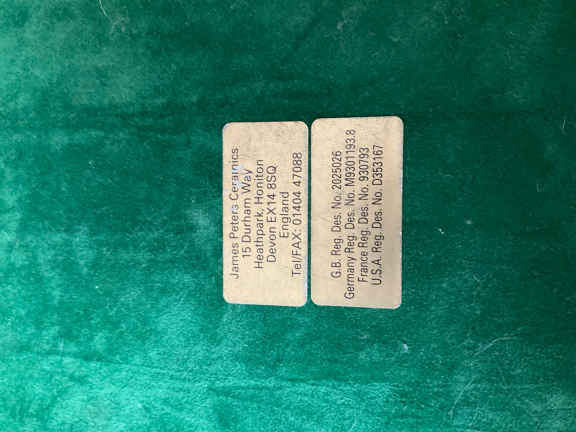 James Peters Ceramics
15 Durham Way
Heathpark, Honiton
Devon EX14 8SQ
England
Tel/FAX: 01404 47088
G.B. Reg. Des. No. 2025026
Germany Reg. Des. No. M9301193.8
France Reg. Des. No. 930793
U.S.A. Reg. Des. No. D353167